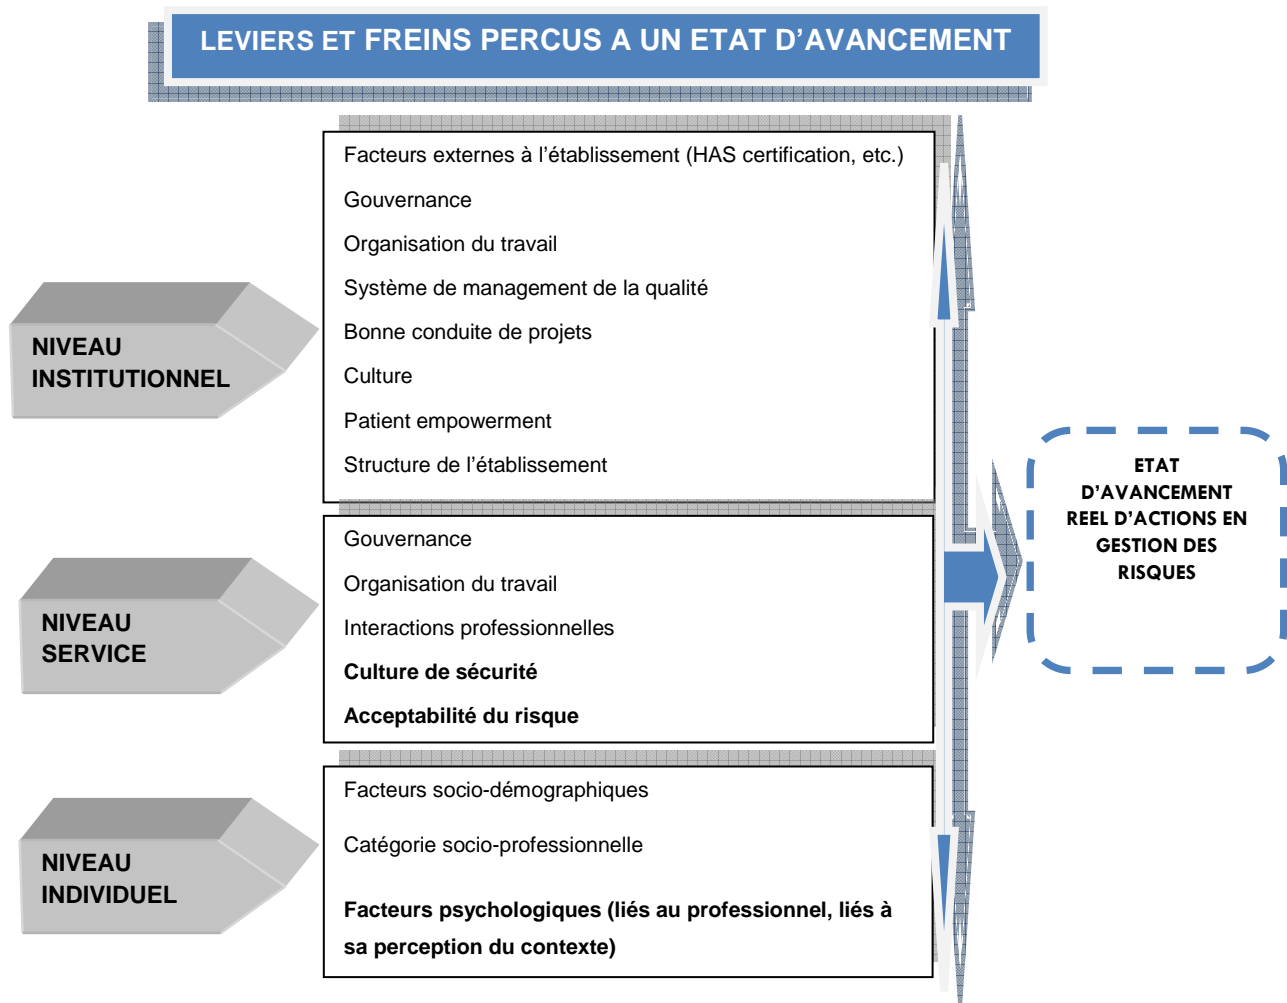 LEVIERS ET FREINS PERCUS A UN ETAT D’AVANCEMENT
Facteurs externes à l’établissement (HAS certification, etc.)
Gouvernance
Organisation du travail
Système de management de la qualité
Bonne conduite de projets
Culture
Patient empowerment
Structure de l’établissement
NIVEAU
INSTITUTIONNEL
Gouvernance
Organisation du travail
Interactions professionnelles
Culture de sécurité
Acceptabilité du risque
NIVEAU
SERVICE
Facteurs socio-démographiques
Catégorie socio-professionnelle
Facteurs psychologiques (liés au professionnel, liés à
sa perception du contexte)
NIVEAU
INDIVIDUEL
ETAT
D'AVANCEMENT
REEL D'ACTIONS EN
GESTION DES
RISQUES